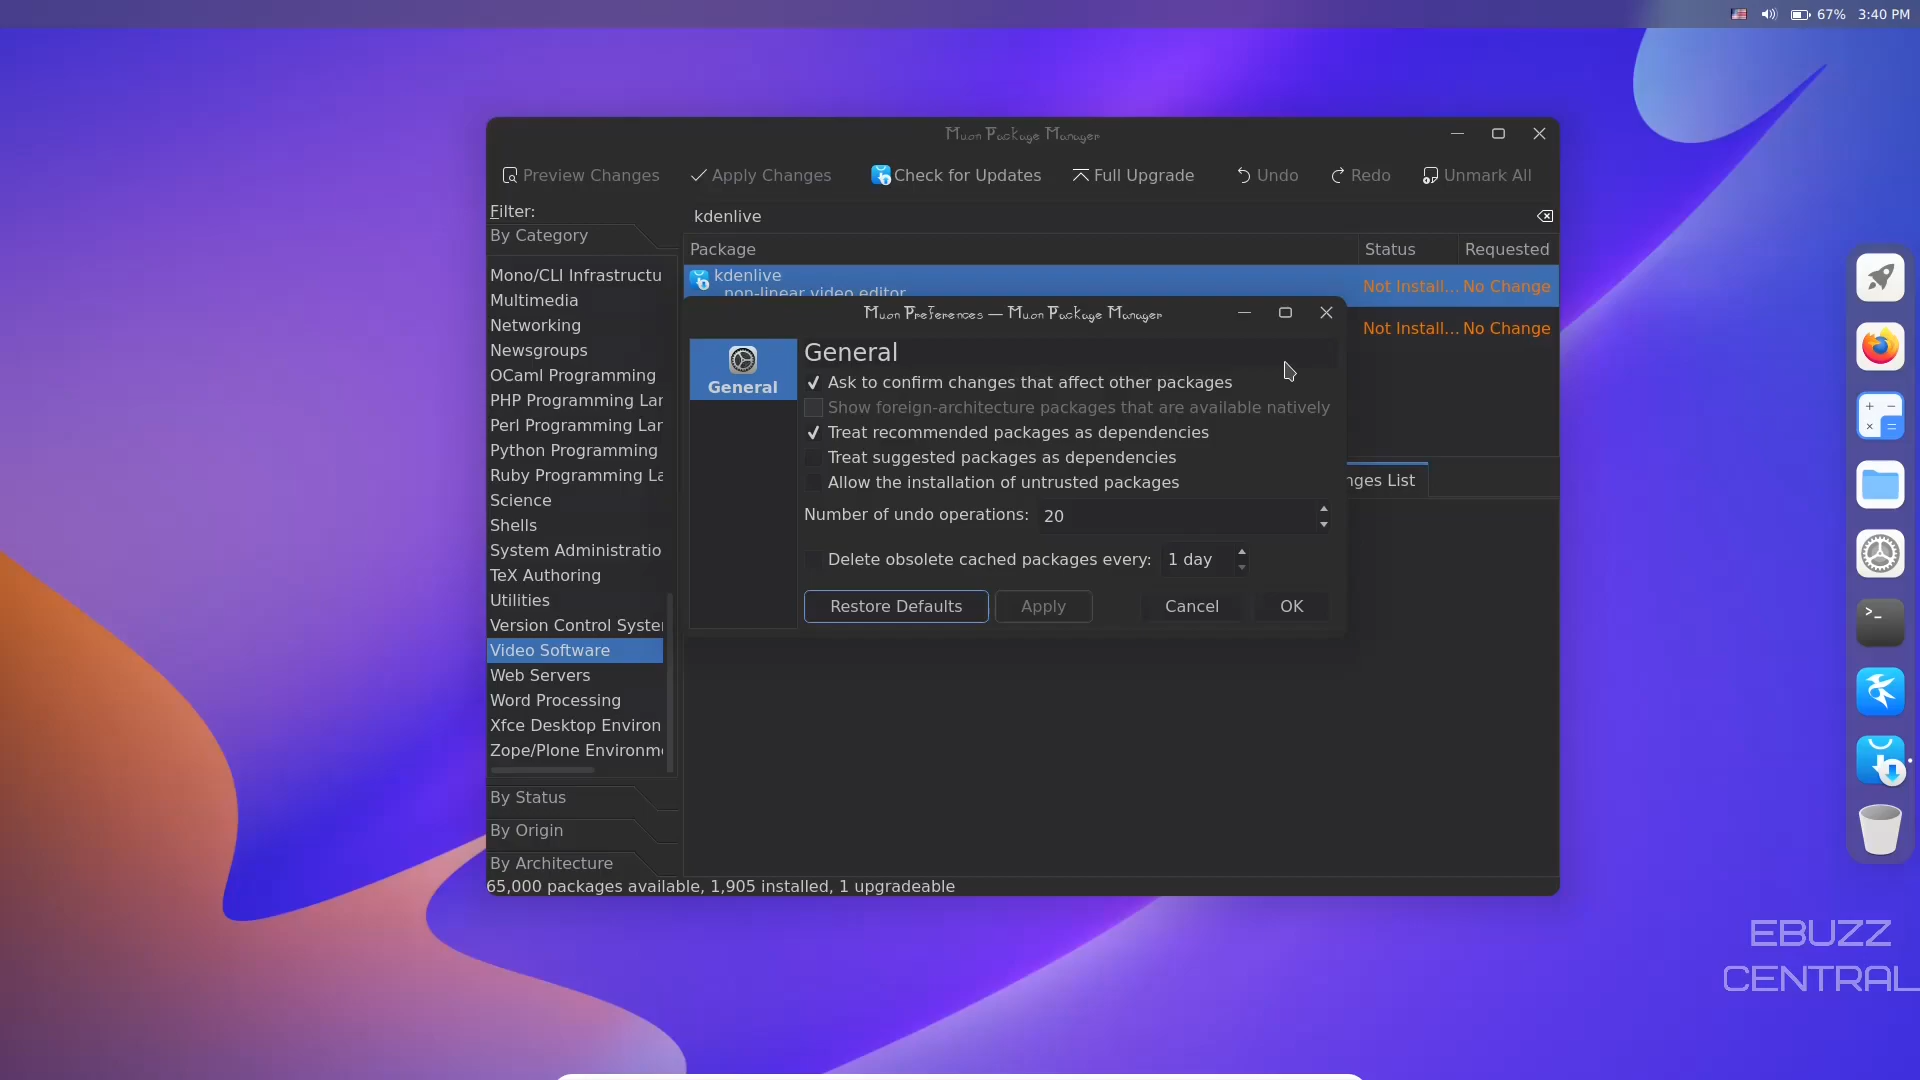 67% 3:40 PM
Muon Package Manager
Preview Changes Apply Changes Check for Updates Full Upgrade Undo Redo Unmark All
Filter:
kdenlive
By Category
Package Status Requested
Mono/CLI Infrastructu
Multimedia
Networking
Newsgroups
OCaml Programming
PHP Programming Lar
Perl Programming Lar
Python Programming
Ruby Programming La
Science
Shells
System Administratio
TeX Authoring
Utilities
Version Control Syster
Video Software
Web Servers
Word Processing
Xfce Desktop Environ
Zope/Plone Environme
By Status
By Origin
By Architecture
kdenlive
non-linear video editor
Not Install... No Change
Not Install... No Change
Muon Preferences — Muon Package Manager
General
General
Ask to confirm changes that affect other packages
Show foreign-architecture packages that are available natively
Treat recommended packages as dependencies
Treat suggested packages as dependencies
Allow the installation of untrusted packages
Number of undo operations: 20
Delete obsolete cached packages every: 1 day
Restore Defaults Apply Cancel OK
nges List
65,000 packages available, 1,905 installed, 1 upgradeable
EBUZZ
CENTRAL